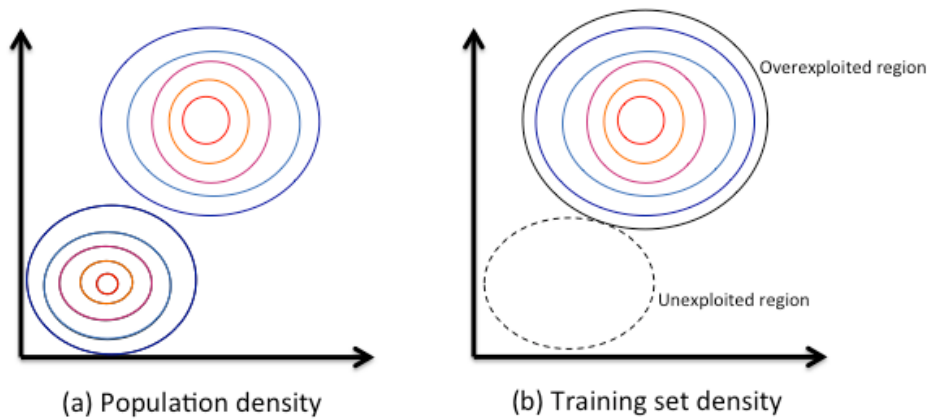 Overexploited region
Unexploited region
(a) Population density
(b) Training set density